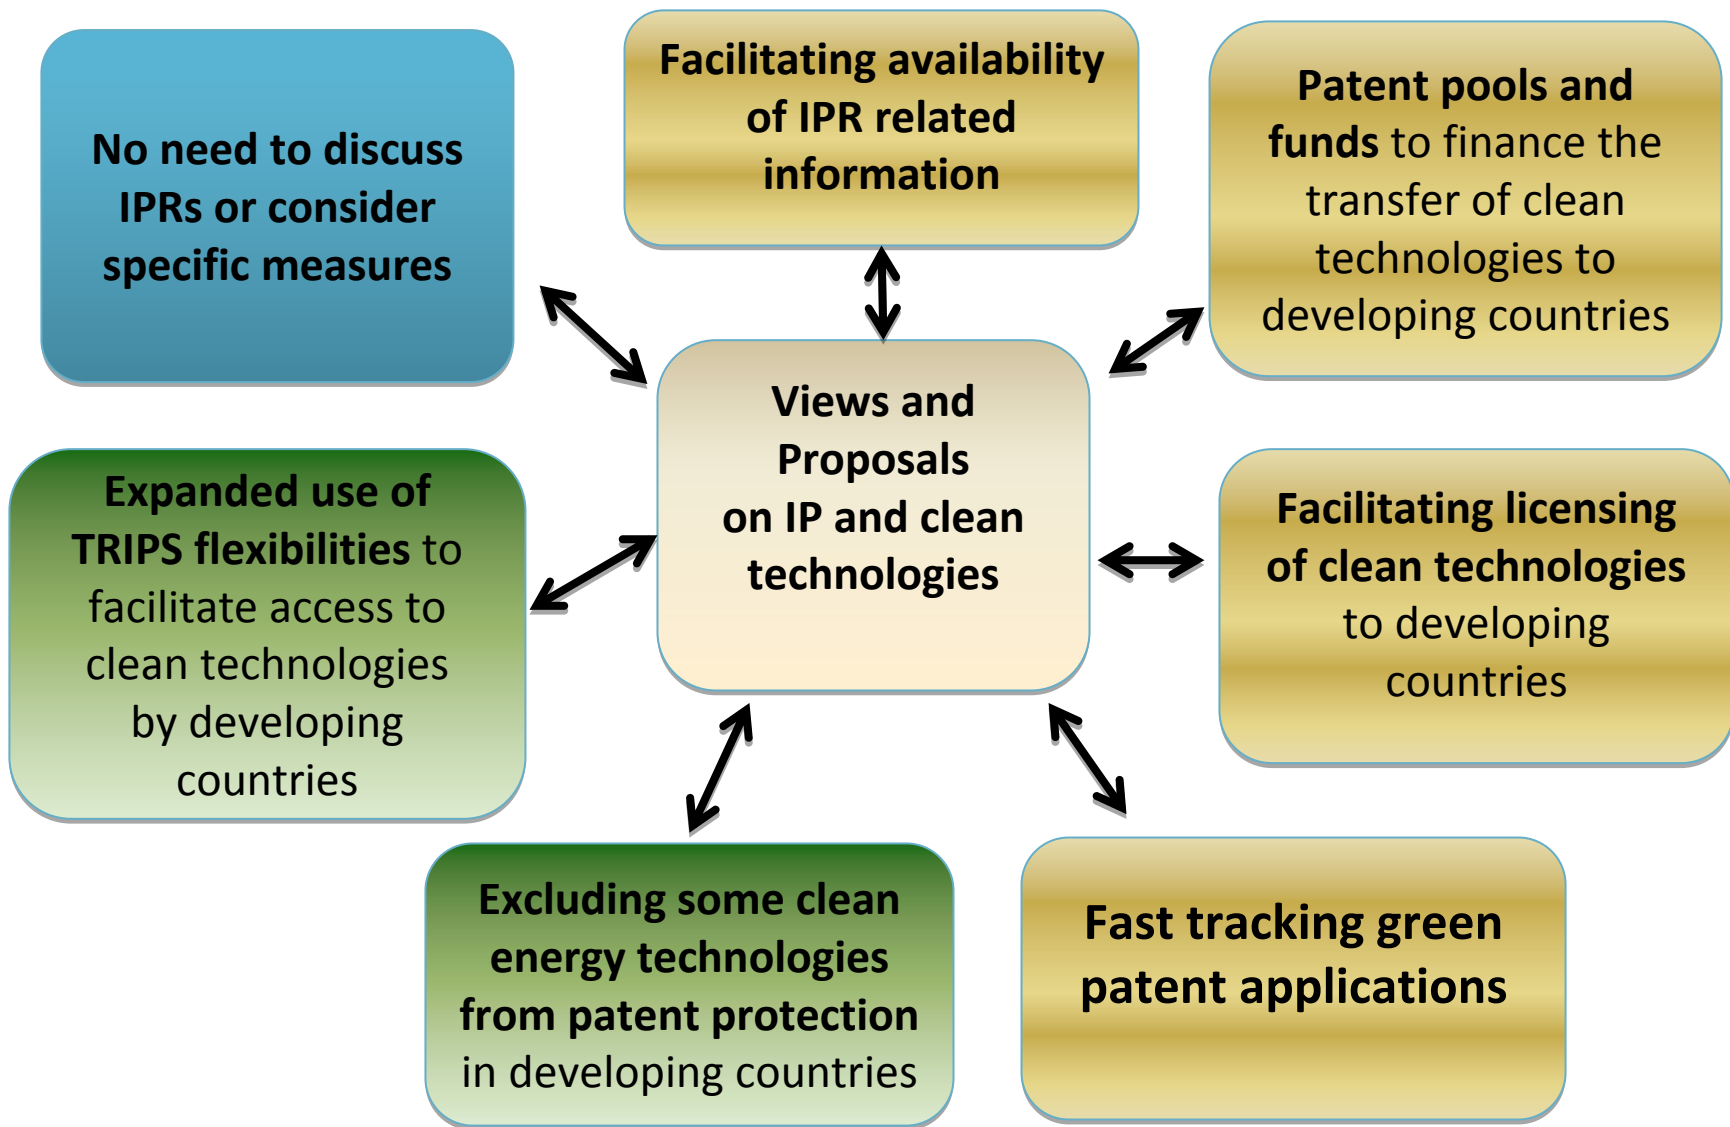 No need to discuss
IPRs or consider
specific measures
Facilitating availability
of IPR related
information
Patent pools and
funds to finance the
transfer of clean
technologies to
developing countries
Views and
Proposals
on IP and clean
technologies
Expanded use of
TRIPS flexibilities to
facilitate access to
clean technologies
by developing
countries
Facilitating licensing
of clean technologies
to developing
countries
Excluding some clean
energy technologies
from patent protection
in developing countries
Fast tracking green
patent applications